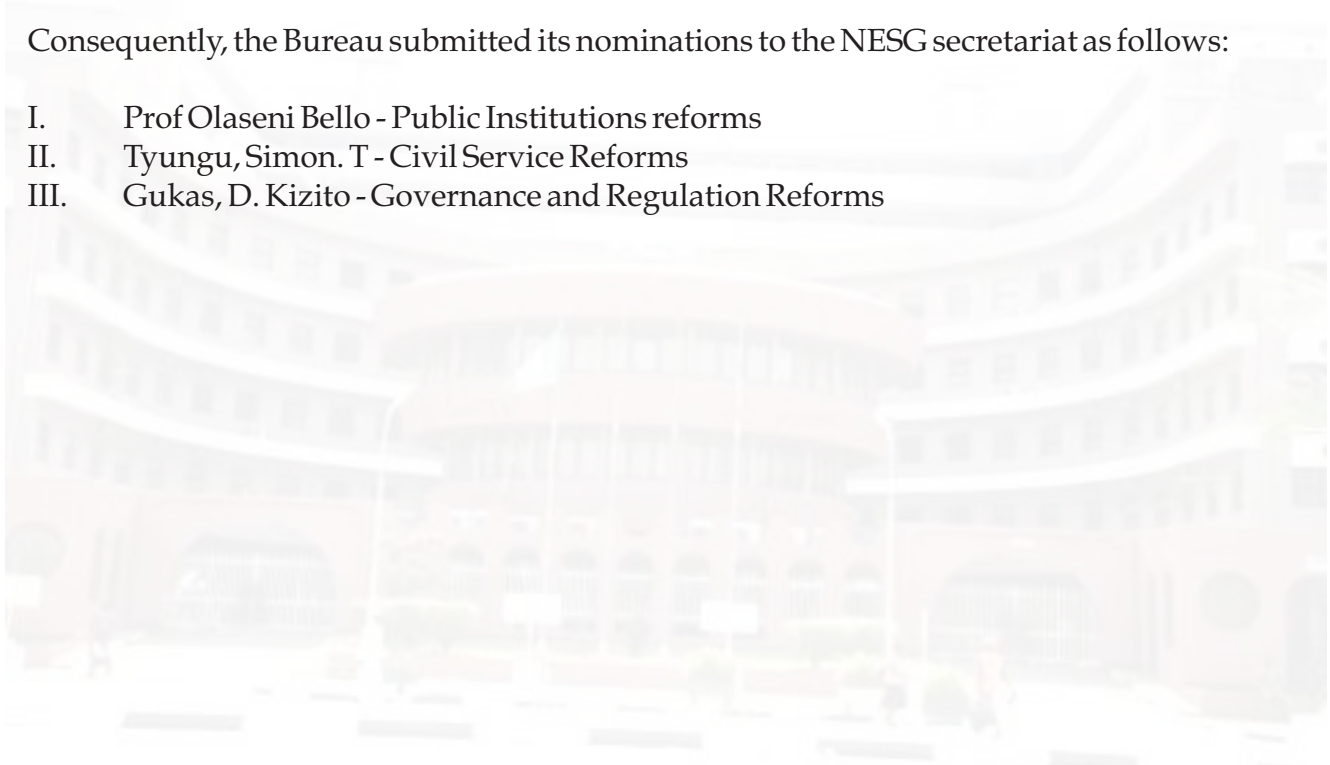 Consequently, the Bureau submitted its nominations to the NESG secretariat as follows:
I. Prof Olaseni Bello - Public Institutions reforms
II. Tyungu, Simon. T - Civil Service Reforms
III. Gukas, D. Kizito - Governance and Regulation Reforms